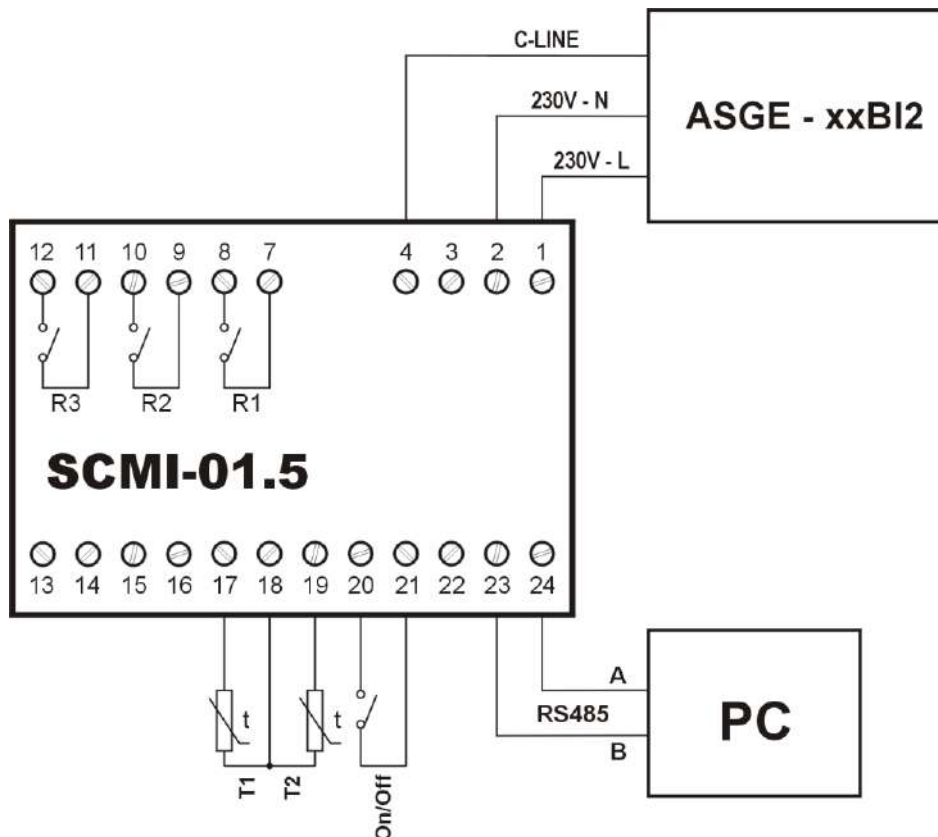 C-LINE
230V - N
230V - L
ASGE - xxBI2
12 11 10 9 8 7 4 3 2 1
R3 R2 R1
SCMI-01.5
13 14 15 16 17 18 19 20 21 22 23 24
t t
T1 T2 On/Off
A
RS485
B
PC